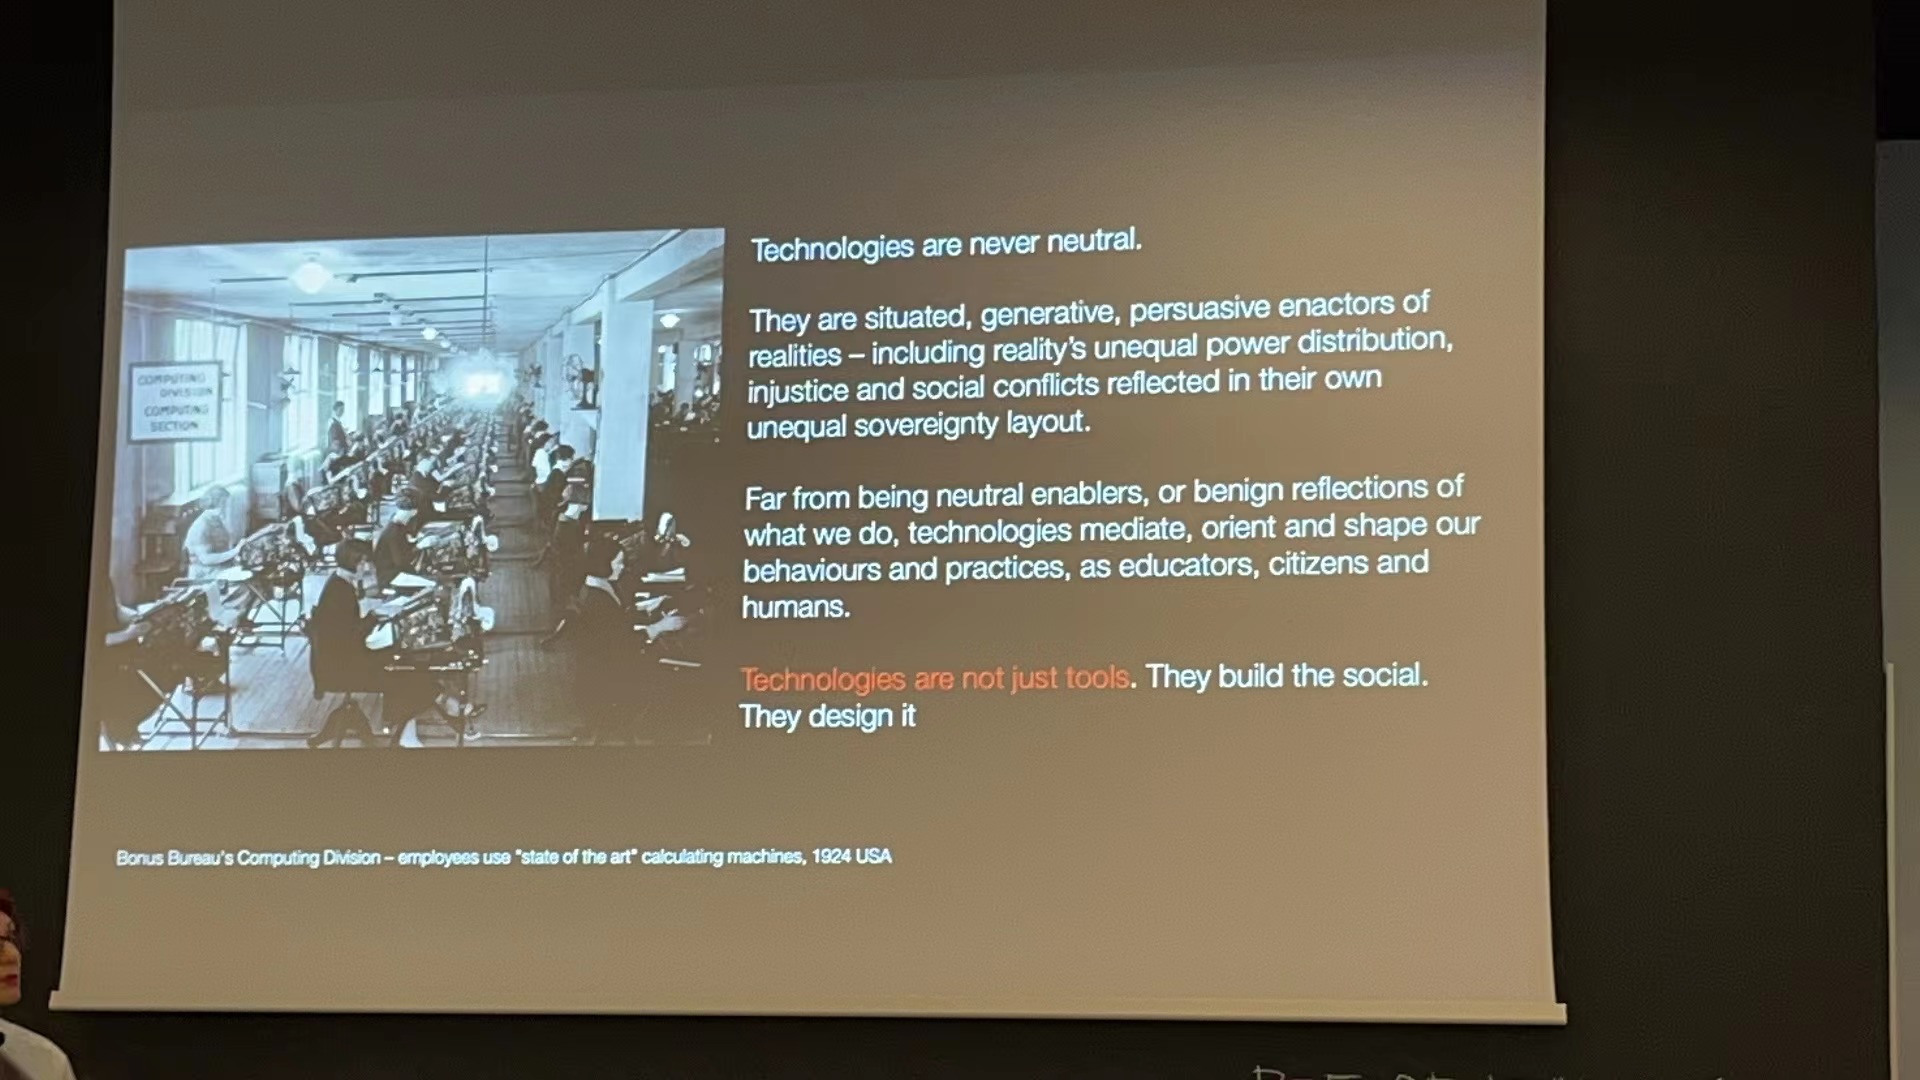 COMPUTING
DIVISION
COMPUTING
SECTION
Technologies are never neutral.
They are situated, generative, persuasive enactors of
realities – including reality's unequal power distribution,
injustice and social conflicts reflected in their own
unequal sovereignty layout.
Far from being neutral enablers, or benign reflections of
what we do, technologies mediate, orient and shape our
behaviours and practices, as educators, citizens and
humans.
Technologies are not just tools. They build the social.
They design it
Bonus Bureau's Computing Division – employees use "state of the art" calculating machines, 1924 USA